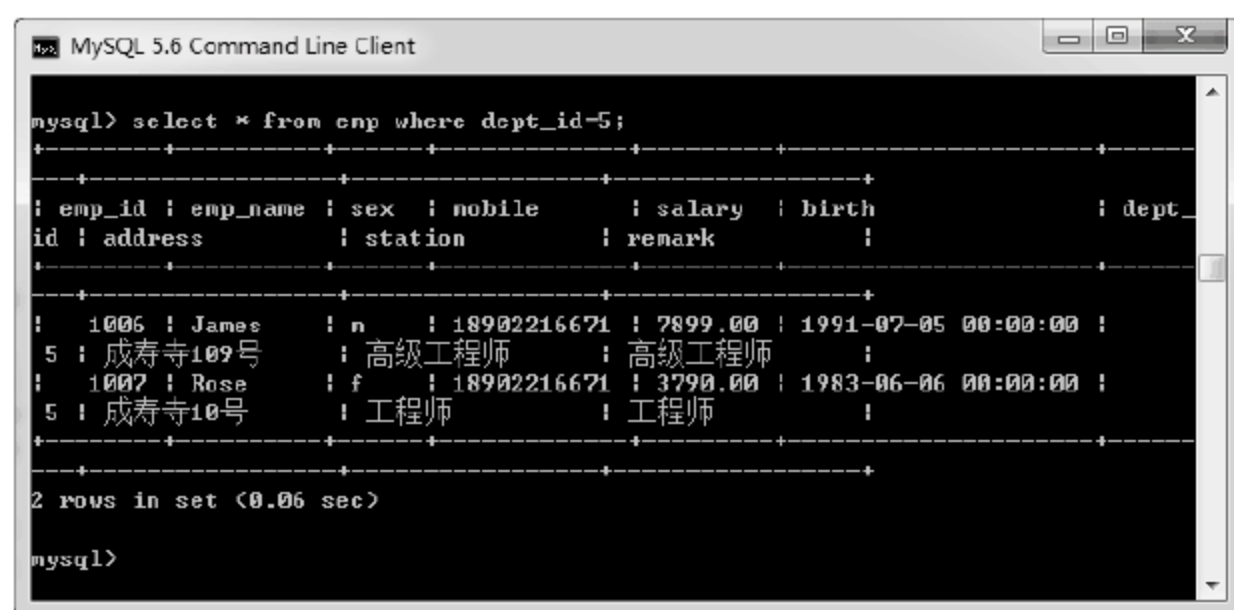 MySQL 5.6 Command Line Client
mysql> select * from emp where dept_id=5;
+--------+----------+------+-------------+---------+---------------------+------
---+----------------+-----------------+----------------+
| emp_id | emp_name | sex | mobile | salary | birth | dept_
id | address | station | remark |
+--------+----------+------+-------------+---------+---------------------+------
---+----------------+-----------------+----------------+
| 1006 | James | m | 18902216671 | 7899.00 | 1991-07-05 00:00:00 |
5 | 成寿寺109号 | 高级工程师 | 高级工程师 |
| 1007 | Rose | f | 18902216671 | 3790.00 | 1983-06-06 00:00:00 |
5 | 成寿寺10号 | 工程师 | 工程师 |
+--------+----------+------+-------------+---------+---------------------+------
---+----------------+-----------------+----------------+
2 rows in set (0.06 sec)
mysql>